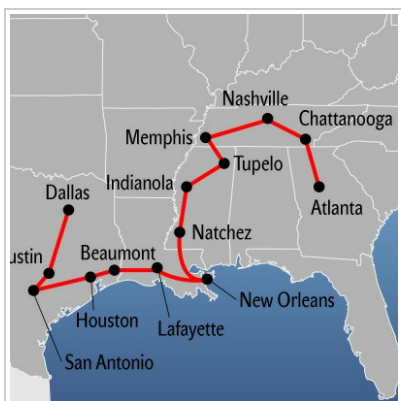 Nashville
Chattanooga
Memphis
Tupelo
Indianola
Dallas
Atlanta
Natchez
ustin
Beaumont
New Orleans
Houston
Lafayette
San Antonio